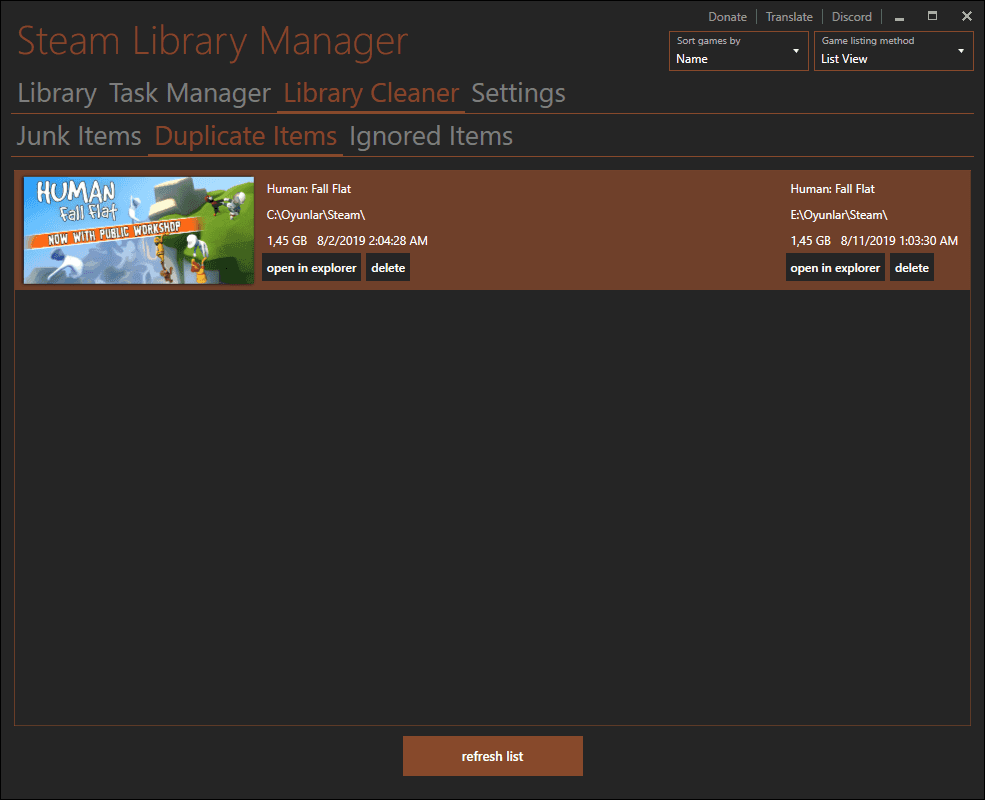 Donate Translate Discord
Steam Library Manager
Sort games by
Name
Game listing method
List View
Library Task Manager Library Cleaner Settings
Junk Items Duplicate Items Ignored Items
HUMAN
fall flat
NOW WITH PUBLIC WORKSHOP
Human: Fall Flat
C:\Oyunlar\Steam\
1,45 GB 8/2/2019 2:04:28 AM
open in explorer delete
Human: Fall Flat
E:\Oyunlar\Steam\
1,45 GB 8/11/2019 1:03:30 AM
open in explorer delete
refresh list